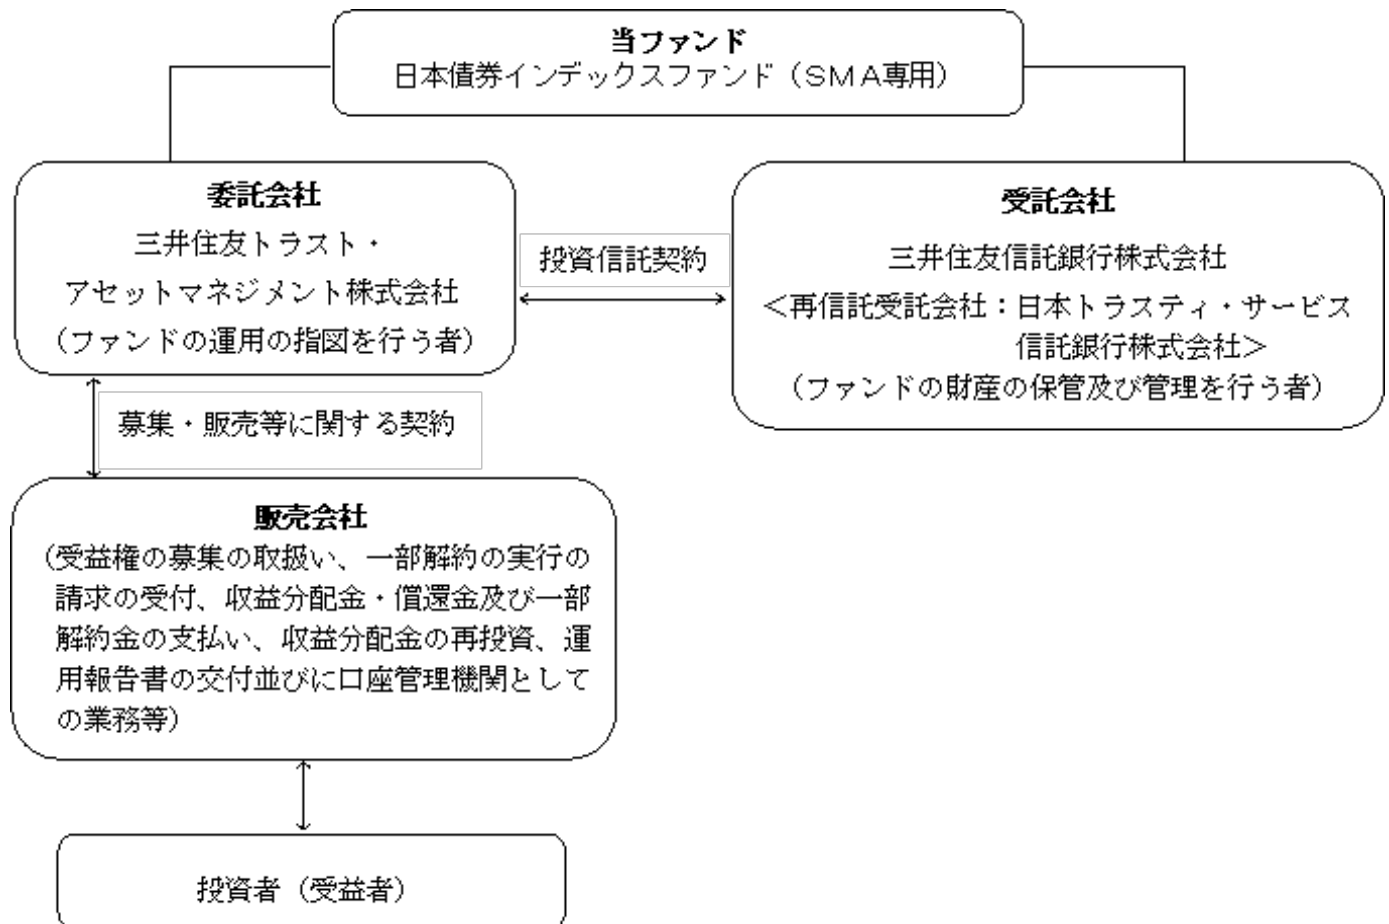 当ファンド
日本債券インデックスファンド（ＳＭＡ専用）
委託会社
三井住友トラスト・
アセットマネジメント株式会社
（ファンドの運用の指図を行う者）
投資信託契約
受託会社
三井住友信託銀行株式会社
＜再信託受託会社：日本トラスティ・サービス
信託銀行株式会社＞
（ファンドの財産の保管及び管理を行う者）
募集・販売等に関する契約
販売会社
（受益権の募集の取扱い、一部解約の実行の
請求の受付、収益分配金・償還金及び一部
解約金の支払い、収益分配金の再投資、運
用報告書の交付並びに口座管理機関として
の業務等）
投資者（受益者）